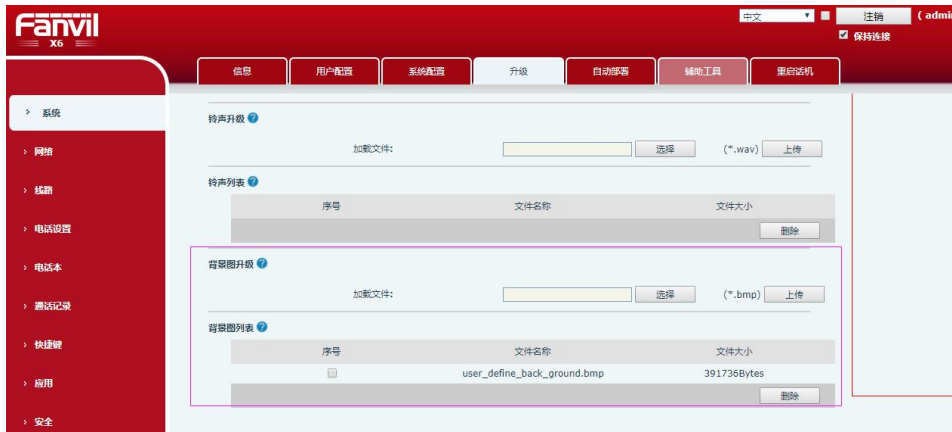 Fanvil
X6
中文
注销
( admin
保持连接
信息
用户配置
系统配置
升级
自动部署
辅助工具
重启话机
系统
网络
线路
电话设置
电话本
通话记录
快捷键
应用
安全
铃声升级
加载文件:
选择
(*.wav)
上传
铃声列表
序号
文件名称
文件大小
删除
背景图升级
加载文件:
选择
(*.bmp)
上传
背景图列表
序号
文件名称
文件大小
user_define_back_ground.bmp
391736Bytes
删除